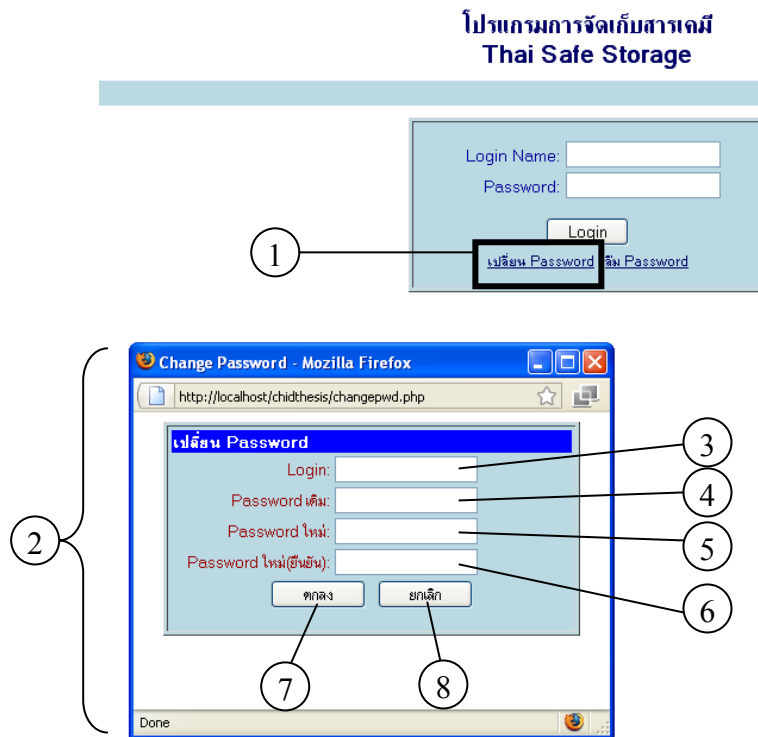 โปรแกรมการจัดเก็บสารเคมี
Thai Safe Storage
Login Name:
Password:
Login
1
เปลี่ยน Password ลืม Password
Change Password - Mozilla Firefox
http://localhost/chidthesis/changepwd.php
เปลี่ยน Password
3
Login:
4
Password เดิม:
2
Password ใหม่:
5
Password ใหม่(ยืนยัน):
6
ตกลง ยกเลิก
7 8
Done